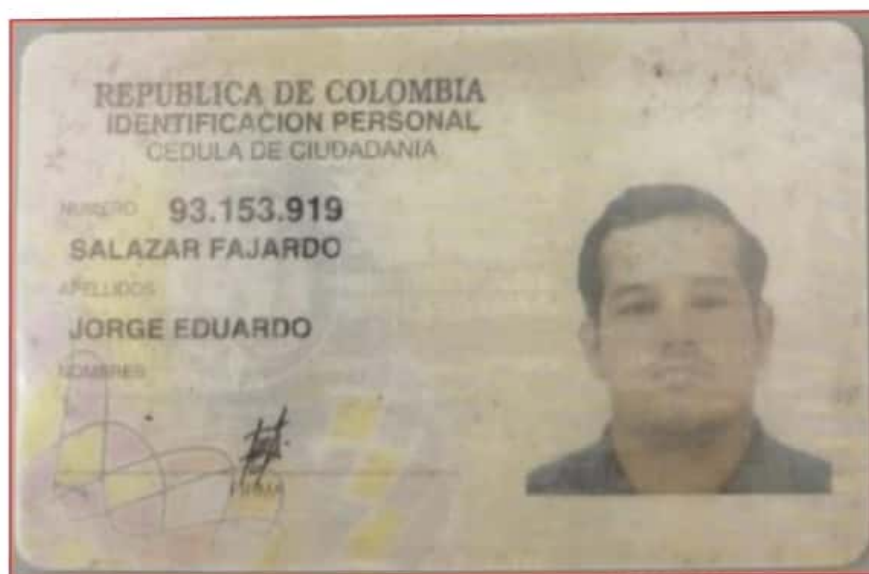 REPUBLICA DE COLOMBIA
IDENTIFICACION PERSONAL
CEDULA DE CIUDADANIA
NUMERO 93.153.919
SALAZAR FAJARDO
APELLIDOS
JORGE EDUARDO
NOMBRES
FIRMA